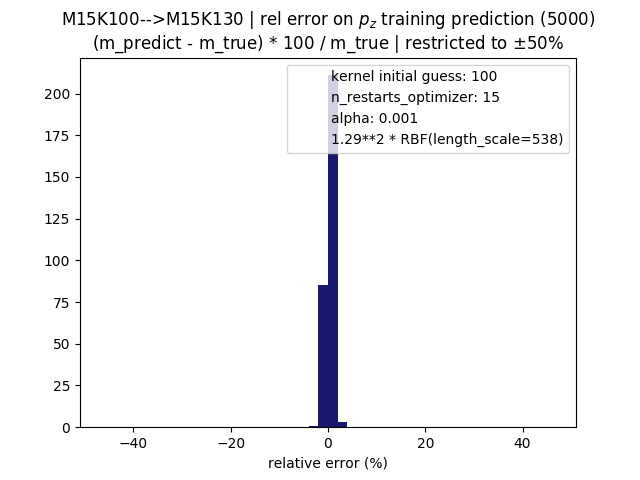 M15K100-->M15K130 | rel error on p_z training prediction (5000)
(m_predict - m_true) * 100 / m_true | restricted to ±50%
kernel initial guess: 100
n_restarts_optimizer: 15
alpha: 0.001
1.29**2 * RBF(length_scale=538)
200
175
150
125
100
75
50
25
0
−40 −20 0 20 40
relative error (%)